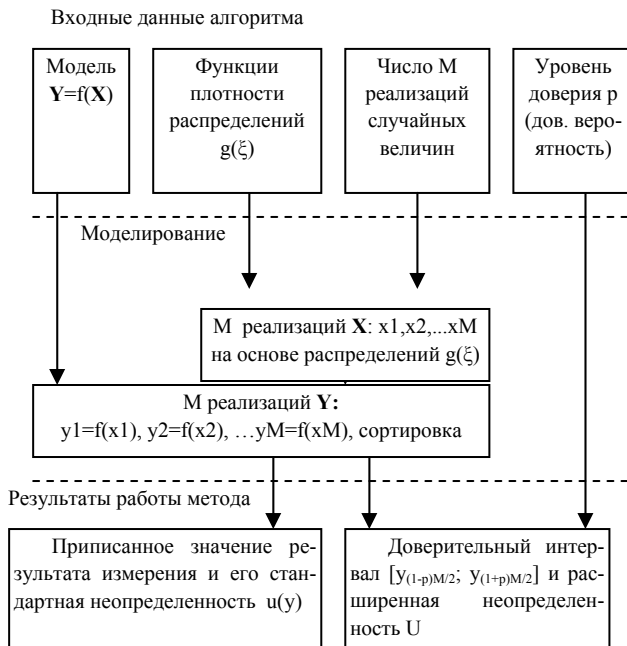 Входные данные алгоритма
Модель
Y=f(X)
Функции
плотности
распределений
g(ξ)
Число М
реализаций
случайных
величин
Уровень
доверия p
(дов. веро-
ятность)
Моделирование
М реализаций X: x1,x2,...xM
на основе распределений g(ξ)
М реализаций Y:
y1=f(x1), y2=f(x2), …yM=f(xM), сортировка
Результаты работы метода
Приписанное значение ре-
зультата измерения и его стан-
дартная неопределенность u(y)
Доверительный интер-
вал [y(1-p)M/2; y(1+p)M/2] и рас-
ширенная неопределен-
ность U